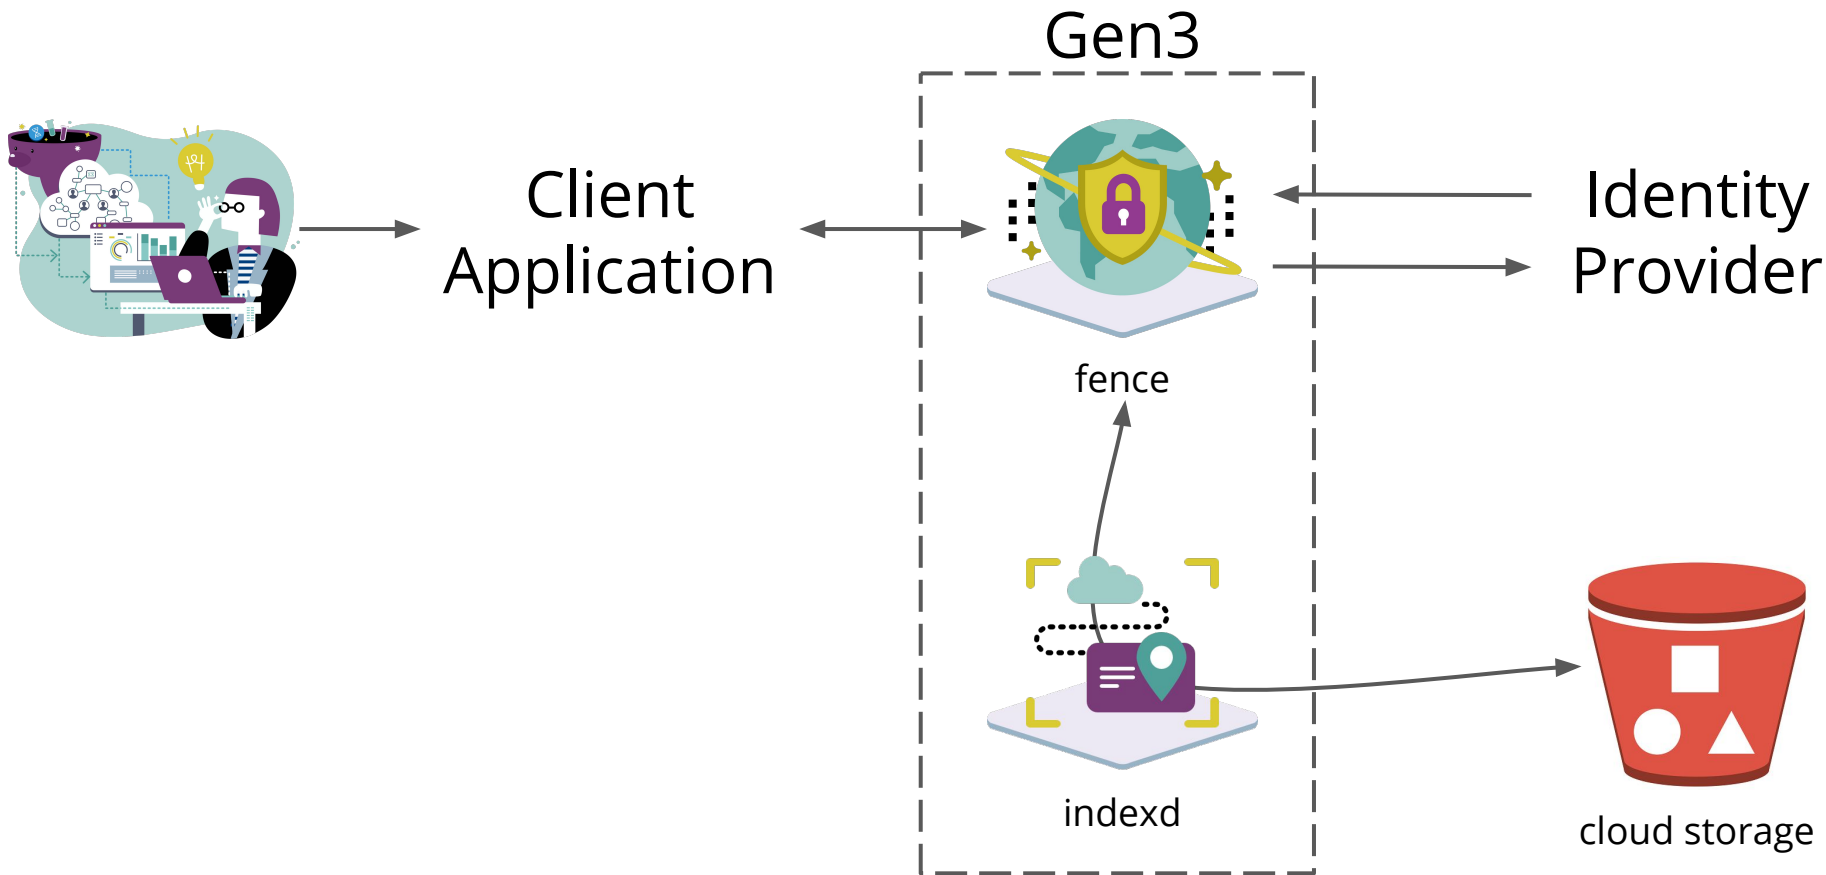 Gen3
Client
Application
Identity
Provider
fence
indexd
cloud storage